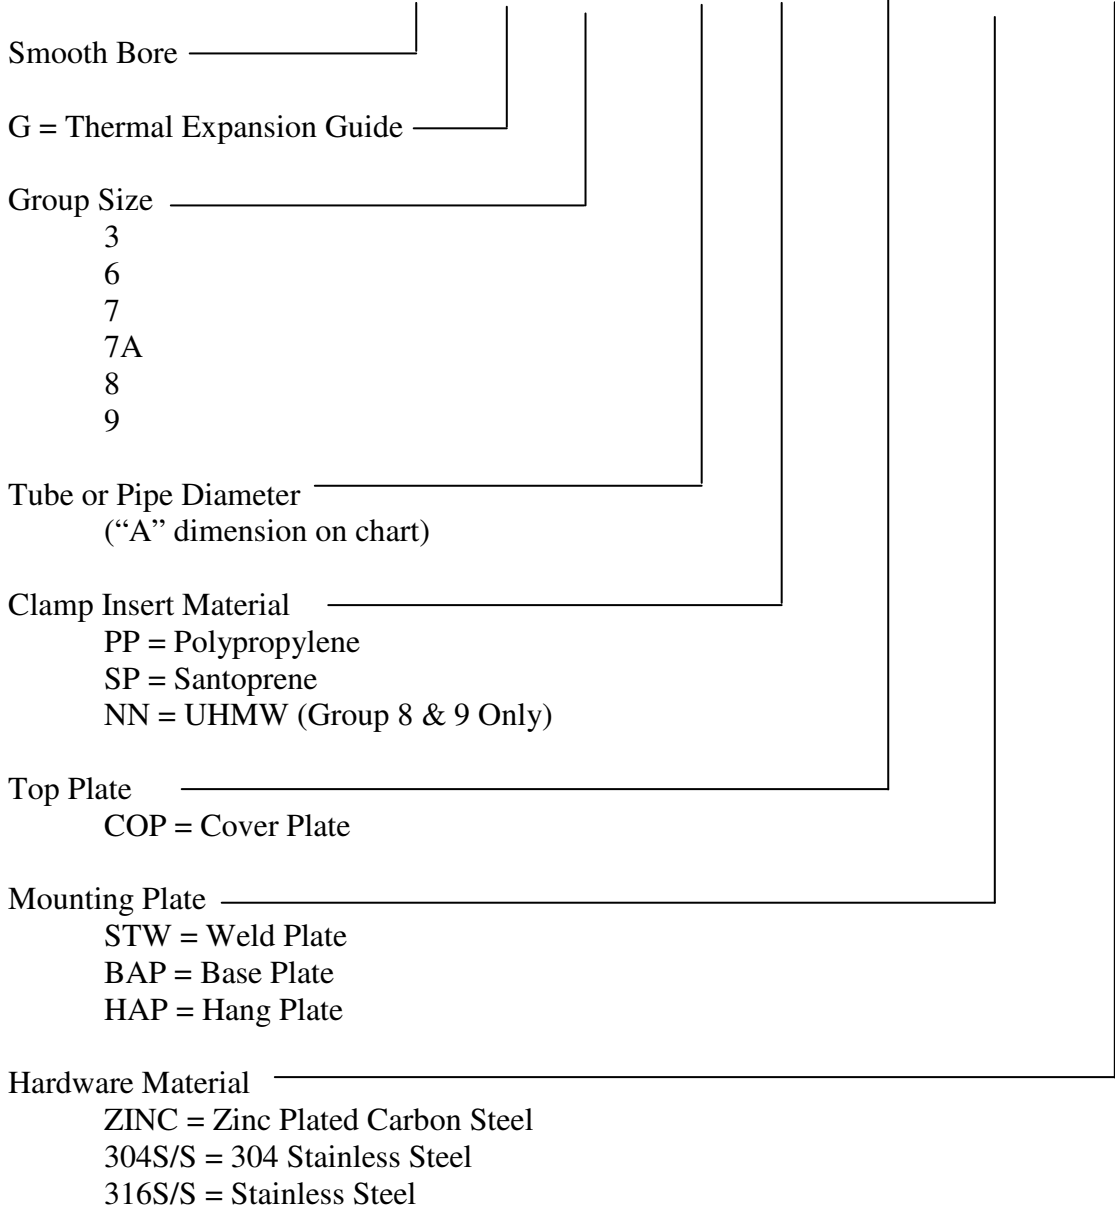 Smooth Bore
G = Thermal Expansion Guide
Group Size
3
6
7
7A
8
9
Tube or Pipe Diameter
(“A” dimension on chart)
Clamp Insert Material
PP = Polypropylene
SP = Santoprene
NN = UHMW (Group 8 & 9 Only)
Top Plate
COP = Cover Plate
Mounting Plate
STW = Weld Plate
BAP = Base Plate
HAP = Hang Plate
Hardware Material
ZINC = Zinc Plated Carbon Steel
304S/S = 304 Stainless Steel
316S/S = Stainless Steel